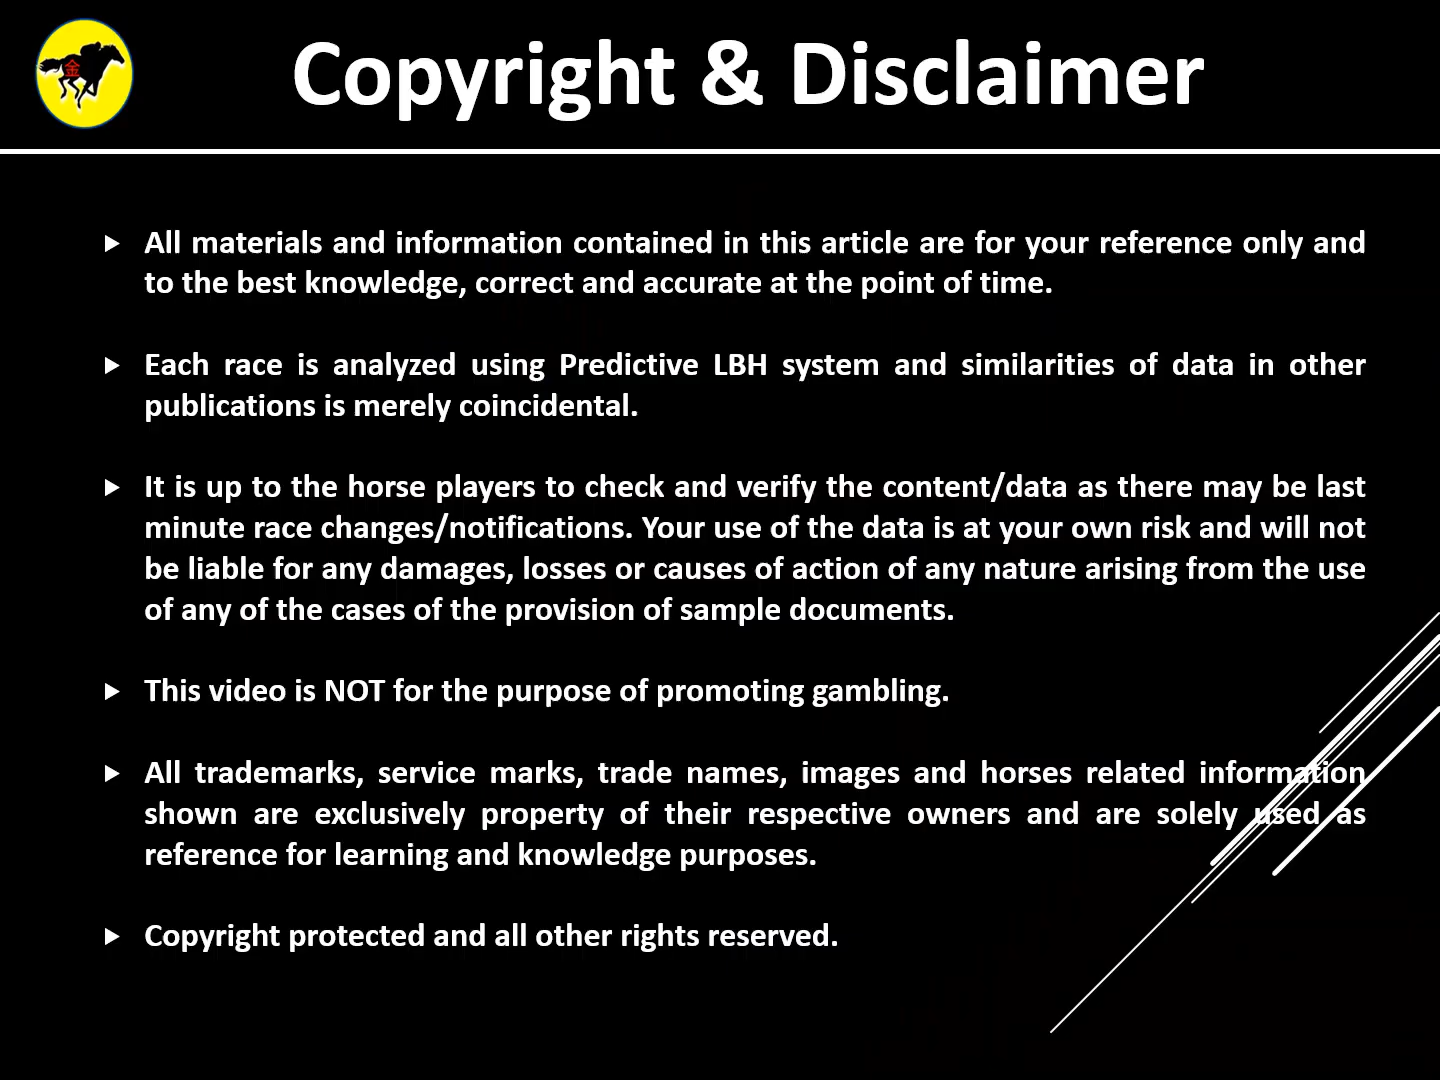 金
Copyright & Disclaimer
All materials and information contained in this article are for your reference only and
to the best knowledge, correct and accurate at the point of time.
Each race is analyzed using Predictive LBH system and similarities of data in other
publications is merely coincidental.
It is up to the horse players to check and verify the content/data as there may be last
minute race changes/notifications. Your use of the data is at your own risk and will not
be liable for any damages, losses or causes of action of any nature arising from the use
of any of the cases of the provision of sample documents.
This video is NOT for the purpose of promoting gambling.
All trademarks, service marks, trade names, images and horses related information
shown are exclusively property of their respective owners and are solely used as
reference for learning and knowledge purposes.
Copyright protected and all other rights reserved.